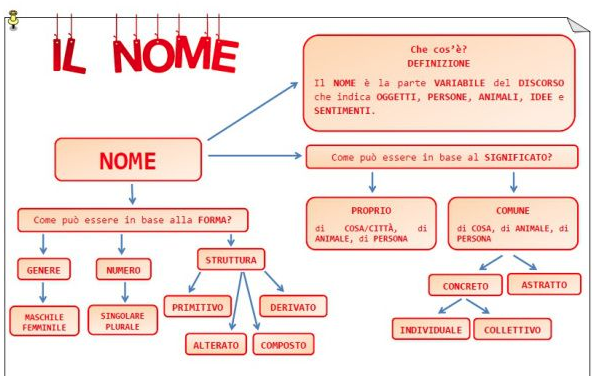 IL NOME
Che cos'è?
DEFINIZIONE
Il NOME è la parte VARIABILE del DISCORSO
che indica OGGETTI, PERSONE, ANIMALI, IDEE e
SENTIMENTI.
NOME
Come può essere in base al SIGNIFICATO?
PROPRIO
di COSA/CITTÀ, di
ANIMALE, di PERSONA
COMUNE
di COSA, di ANIMALE, di
PERSONA
CONCRETO
ASTRATTO
INDIVIDUALE
COLLETTIVO
Come può essere in base alla FORMA?
GENERE
NUMERO
STRUTTURA
MASCHILE
FEMMINILE
SINGOLARE
PLURALE
PRIMITIVO
DERIVATO
ALTERATO
COMPOSTO